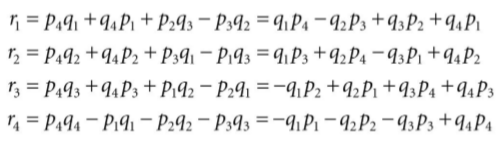 r₁ = p₄q₁ + q₄p₁ + p₂q₃ − p₃q₂ = q₁p₄ − q₂p₃ + q₃p₂ + q₄p₁
r₂ = p₄q₂ + q₄p₂ + p₃q₁ − p₁q₃ = q₁p₃ + q₂p₄ − q₃p₁ + q₄p₂
r₃ = p₄q₃ + q₄p₃ + p₁q₂ − p₂q₁ = −q₁p₂ + q₂p₁ + q₃p₄ + q₄p₃
r₄ = p₄q₄ − p₁q₁ − p₂q₂ − p₃q₃ = −q₁p₁ − q₂p₂ − q₃p₃ + q₄p₄